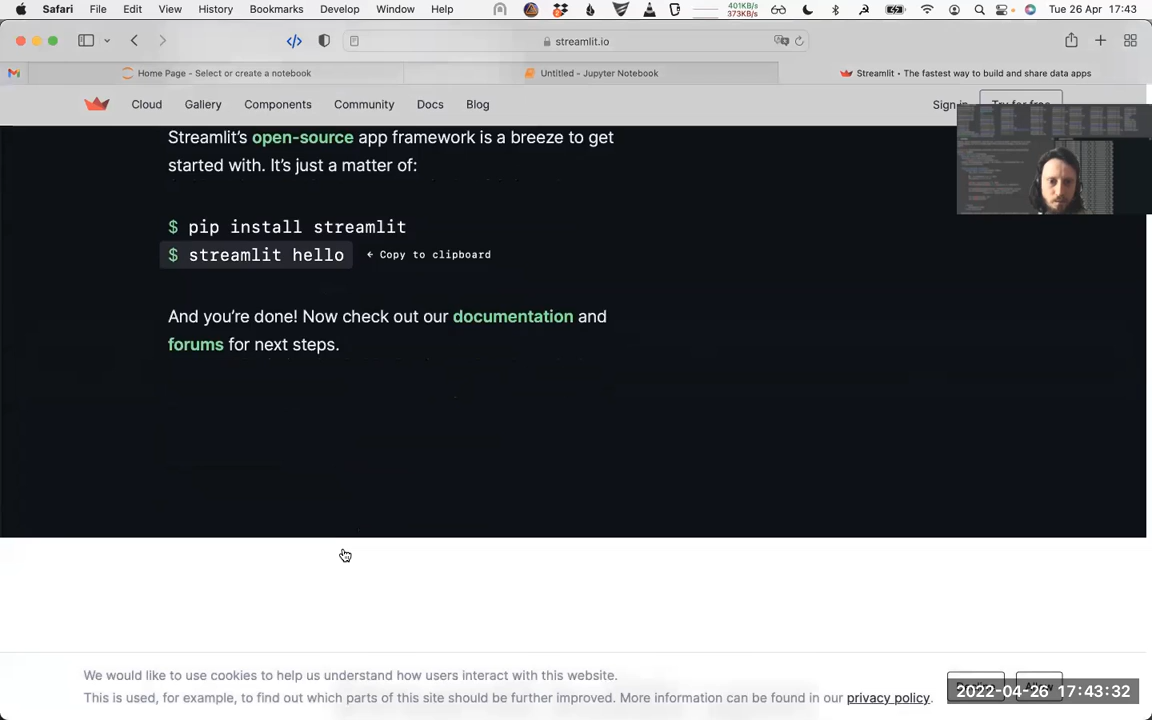 Safari File Edit View History Bookmarks Develop Window Help 401KB/s 373KB/s Tue 26 Apr 17:43
streamlit.io
Home Page - Select or create a notebook Untitled - Jupyter Notebook Streamlit • The fastest way to build and share data apps
Cloud Gallery Components Community Docs Blog Sign in Try for free
Streamlit’s open-source app framework is a breeze to get
started with. It’s just a matter of:
$ pip install streamlit
$ streamlit hello ← Copy to clipboard
And you’re done! Now check out our documentation and
forums for next steps.
We would like to use cookies to help us understand how users interact with this website.
This is used, for example, to find out which parts of this site should be further improved. More information can be found in our privacy policy.
2022-04-26 17:43:32